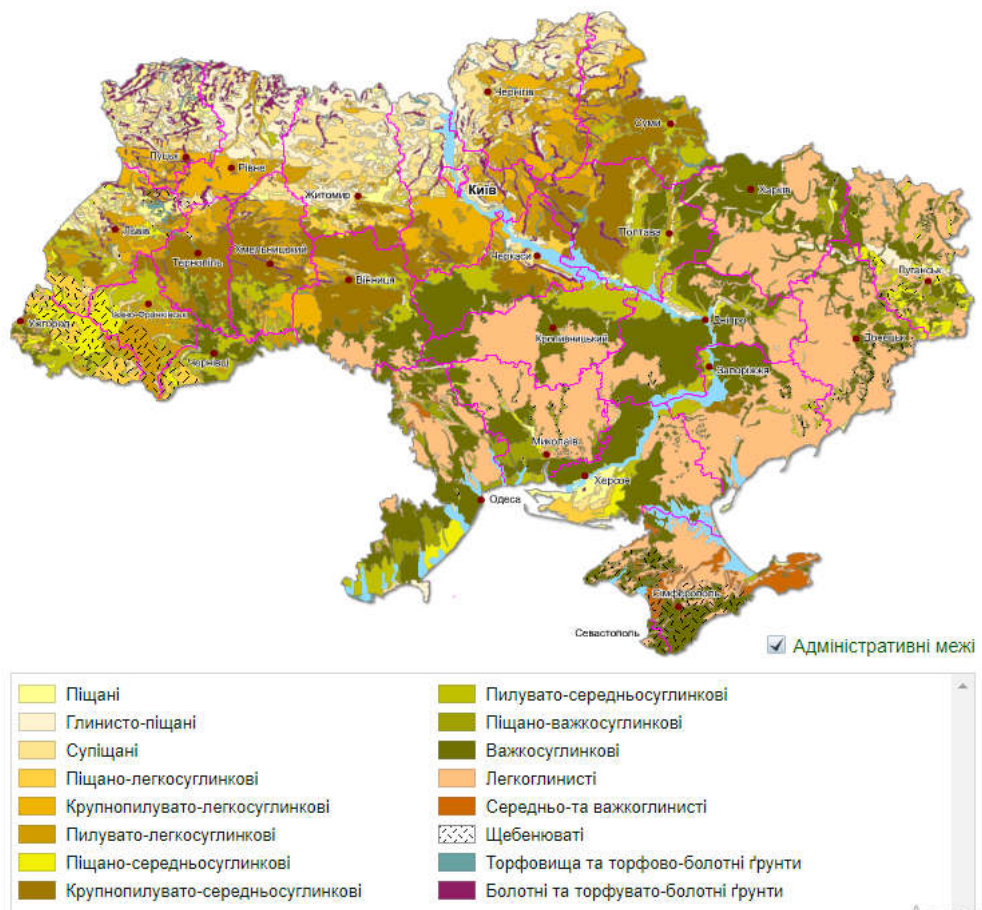 Чернігів
Суми
Луцьк
Рівне
Житомир
Київ
Харків
Львів
Полтава
Хмельницький
Тернопіль
Черкаси
Вінниця
Луганськ
Івано-Франківськ
Ужгород
Дніпро
Кропивницький
Донецьк
Чернівці
Запоріжжя
Миколаїв
Херсон
Одеса
Сімферополь
Севастополь
Адміністративні межі
Піщані
Глинисто-піщані
Супіщані
Піщано-легкосуглинкові
Крупнопилувато-легкосуглинкові
Пилувато-легкосуглинкові
Піщано-середньосуглинкові
Крупнопилувато-середньосуглинкові
Пилувато-середньосуглинкові
Піщано-важкосуглинкові
Важкосуглинкові
Легкоглинисті
Середньо-та важкоглинисті
Щебенюваті
Торфовища та торфово-болотні ґрунти
Болотні та торфувато-болотні ґрунти